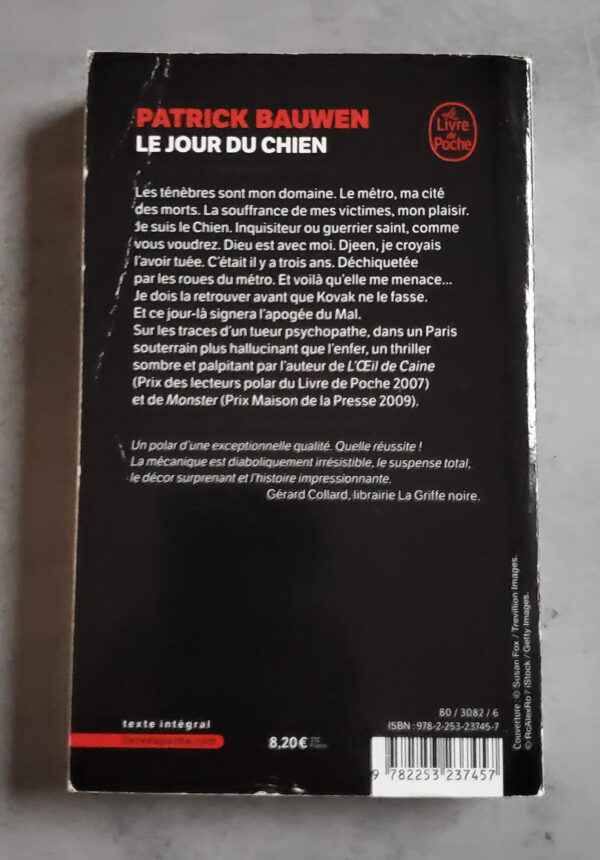 PATRICK BAUWEN
LE JOUR DU CHIEN
Le
Livre
de
Poche
Les ténèbres sont mon domaine. Le métro, ma cité
des morts. La souffrance de mes victimes, mon plaisir.
Je suis le Chien. Inquisiteur ou guerrier saint, comme
vous voudrez. Dieu est avec moi. Djeen, je croyais
l'avoir tuée. C'était il y a trois ans. Déchiquetée
par les roues du métro. Et voilà qu'elle me menace...
Je dois la retrouver avant que Kovak ne le fasse.
Et ce jour-là signera l'apogée du Mal.
Sur les traces d'un tueur psychopathe, dans un Paris
souterrain plus hallucinant que l'enfer, un thriller
sombre et palpitant par l'auteur de L'Œil de Caine
(Prix des lecteurs polar du Livre de Poche 2007)
et de Monster (Prix Maison de la Presse 2009).
Un polar d'une exceptionnelle qualité. Quelle réussite !
La mécanique est diaboliquement irrésistible, le suspense total,
le décor surprenant et l'histoire impressionnante.
Gérard Collard, librairie La Griffe noire.
Couverture : © Susan Fox / Trevillion Images.
© RcAlexRo / iStock / Getty Images.
texte intégral
livredepoche.com
8,20 €
80 / 3082 / 6
ISBN : 978-2-253-23745-7
9 782253 237457